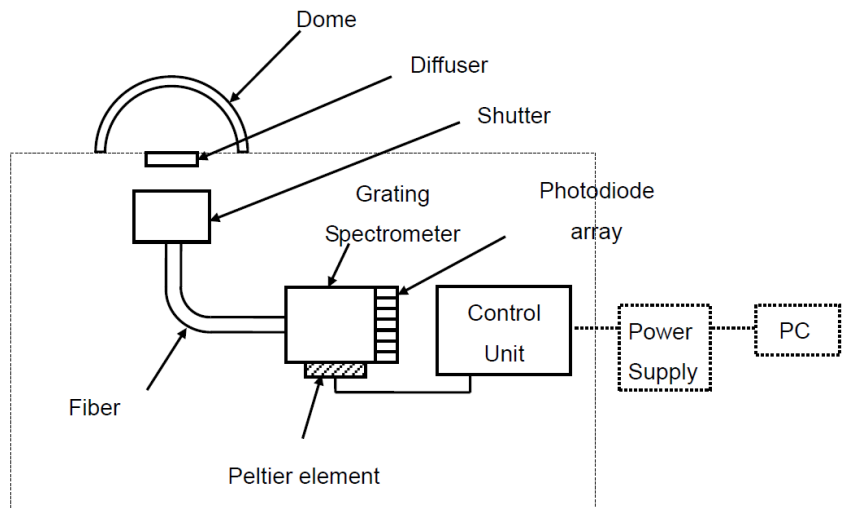 Dome
Diffuser
Shutter
Grating
Spectrometer
Photodiode
array
Control
Unit
Power
Supply
PC
Fiber
Peltier element